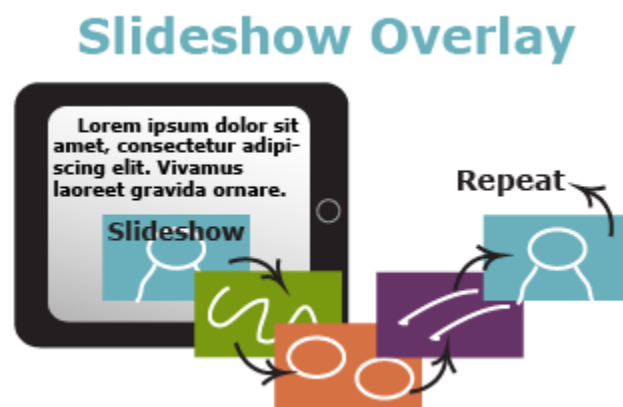 Slideshow Overlay
Lorem ipsum dolor sit
amet, consectetur adipi-
scing elit. Vivamus
laoreet gravida ornare.
Slideshow
Repeat